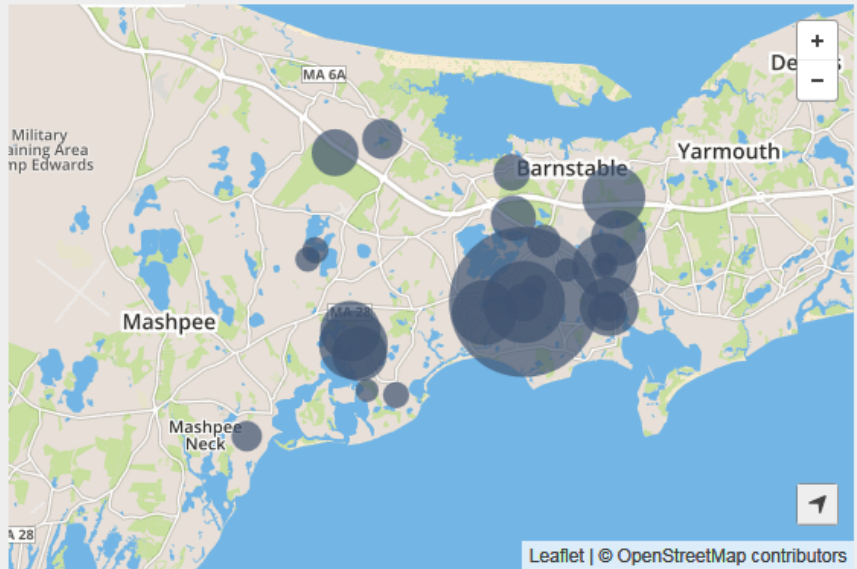 +
De s
−
MA 6A
Military
aining Area
mp Edwards
Barnstable
Yarmouth
MA 28
Mashpee
Mashpee
Neck
A 28
Leaflet | © OpenStreetMap contributors